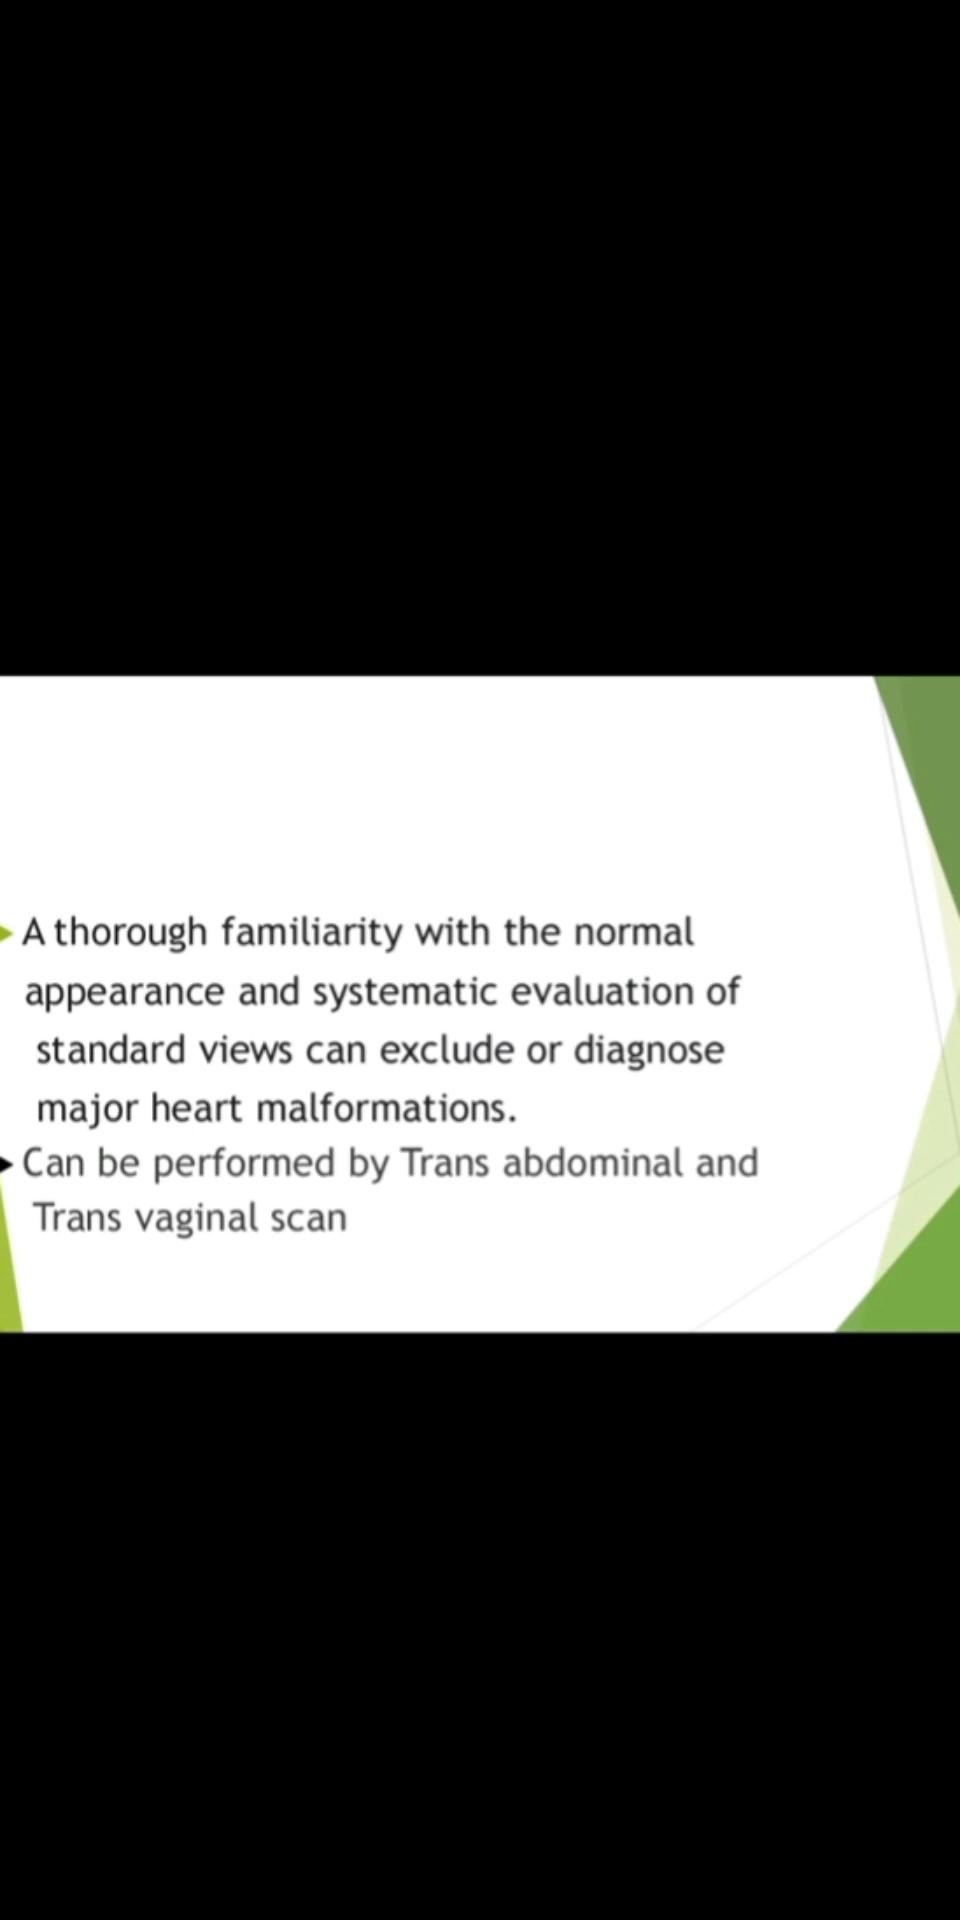 A thorough familiarity with the normal
appearance and systematic evaluation of
standard views can exclude or diagnose
major heart malformations.
Can be performed by Trans abdominal and
Trans vaginal scan